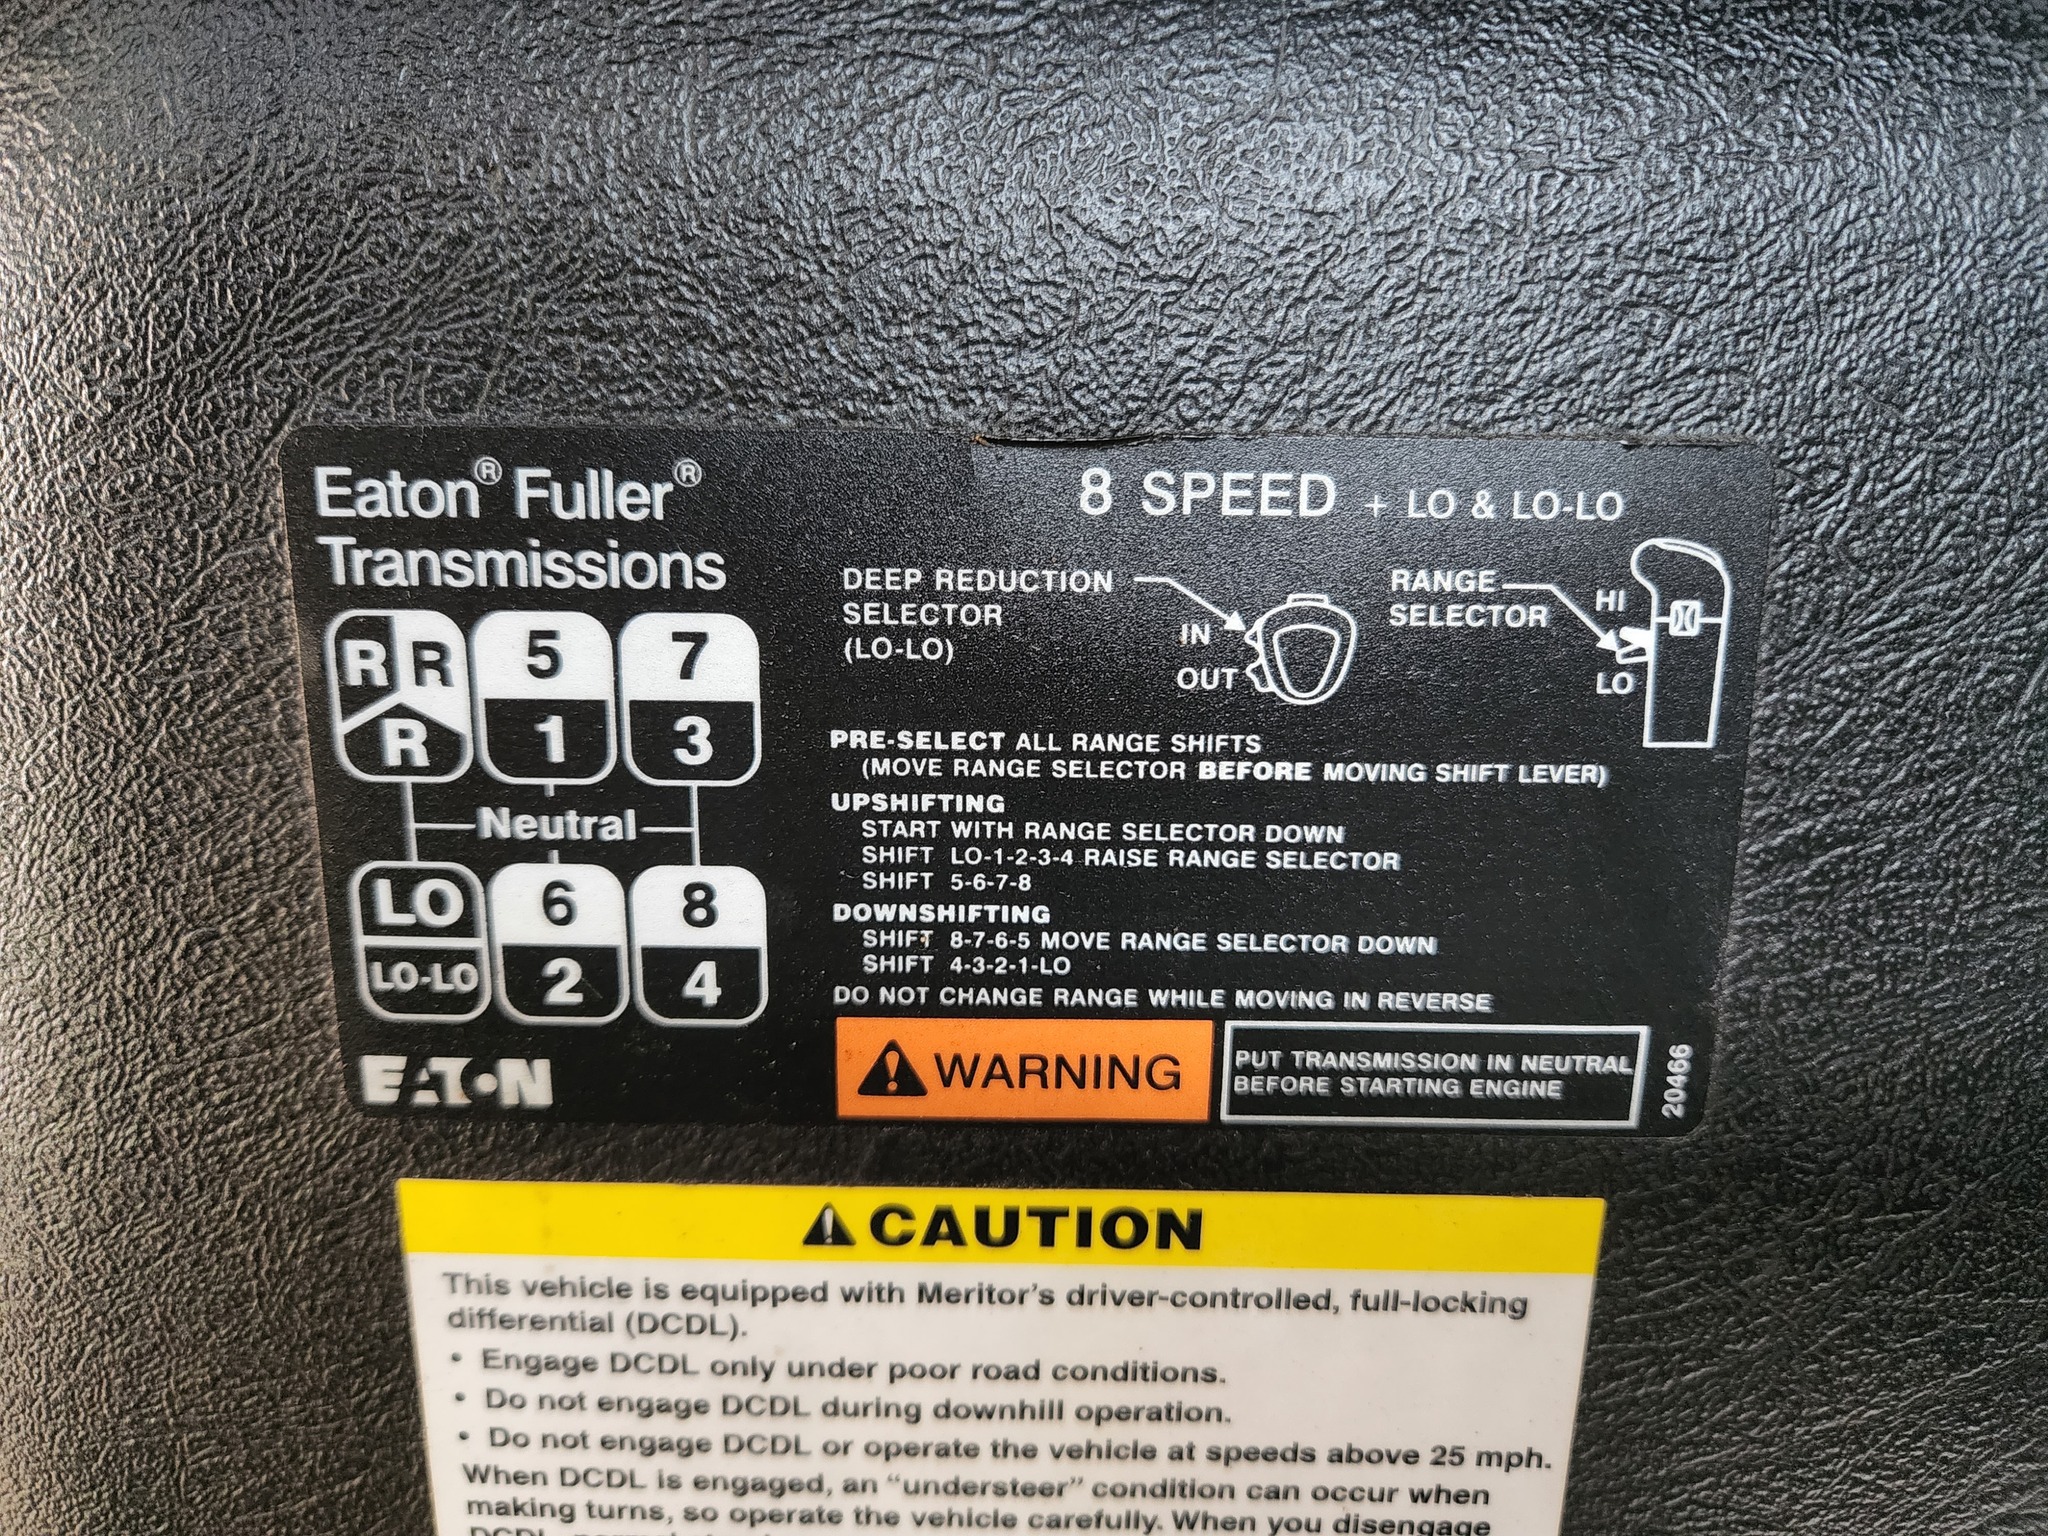 Eaton® Fuller®
Transmissions
R R 5 7
R 1 3
Neutral
LO 6 8
LO-LO 2 4
EATON
8 SPEED + LO & LO-LO
DEEP REDUCTION
SELECTOR
(LO-LO)
IN
OUT
RANGE
SELECTOR
HI
LO
PRE-SELECT ALL RANGE SHIFTS
(MOVE RANGE SELECTOR BEFORE MOVING SHIFT LEVER)
UPSHIFTING
START WITH RANGE SELECTOR DOWN
SHIFT LO-1-2-3-4 RAISE RANGE SELECTOR
SHIFT 5-6-7-8
DOWNSHIFTING
SHIFT 8-7-6-5 MOVE RANGE SELECTOR DOWN
SHIFT 4-3-2-1-LO
DO NOT CHANGE RANGE WHILE MOVING IN REVERSE
WARNING
PUT TRANSMISSION IN NEUTRAL
BEFORE STARTING ENGINE
20466
CAUTION
This vehicle is equipped with Meritor's driver-controlled, full-locking
differential (DCDL).
• Engage DCDL only under poor road conditions.
• Do not engage DCDL during downhill operation.
• Do not engage DCDL or operate the vehicle at speeds above 25 mph.
When DCDL is engaged, an “understeer” condition can occur when
making turns, so operate the vehicle carefully. When you disengage